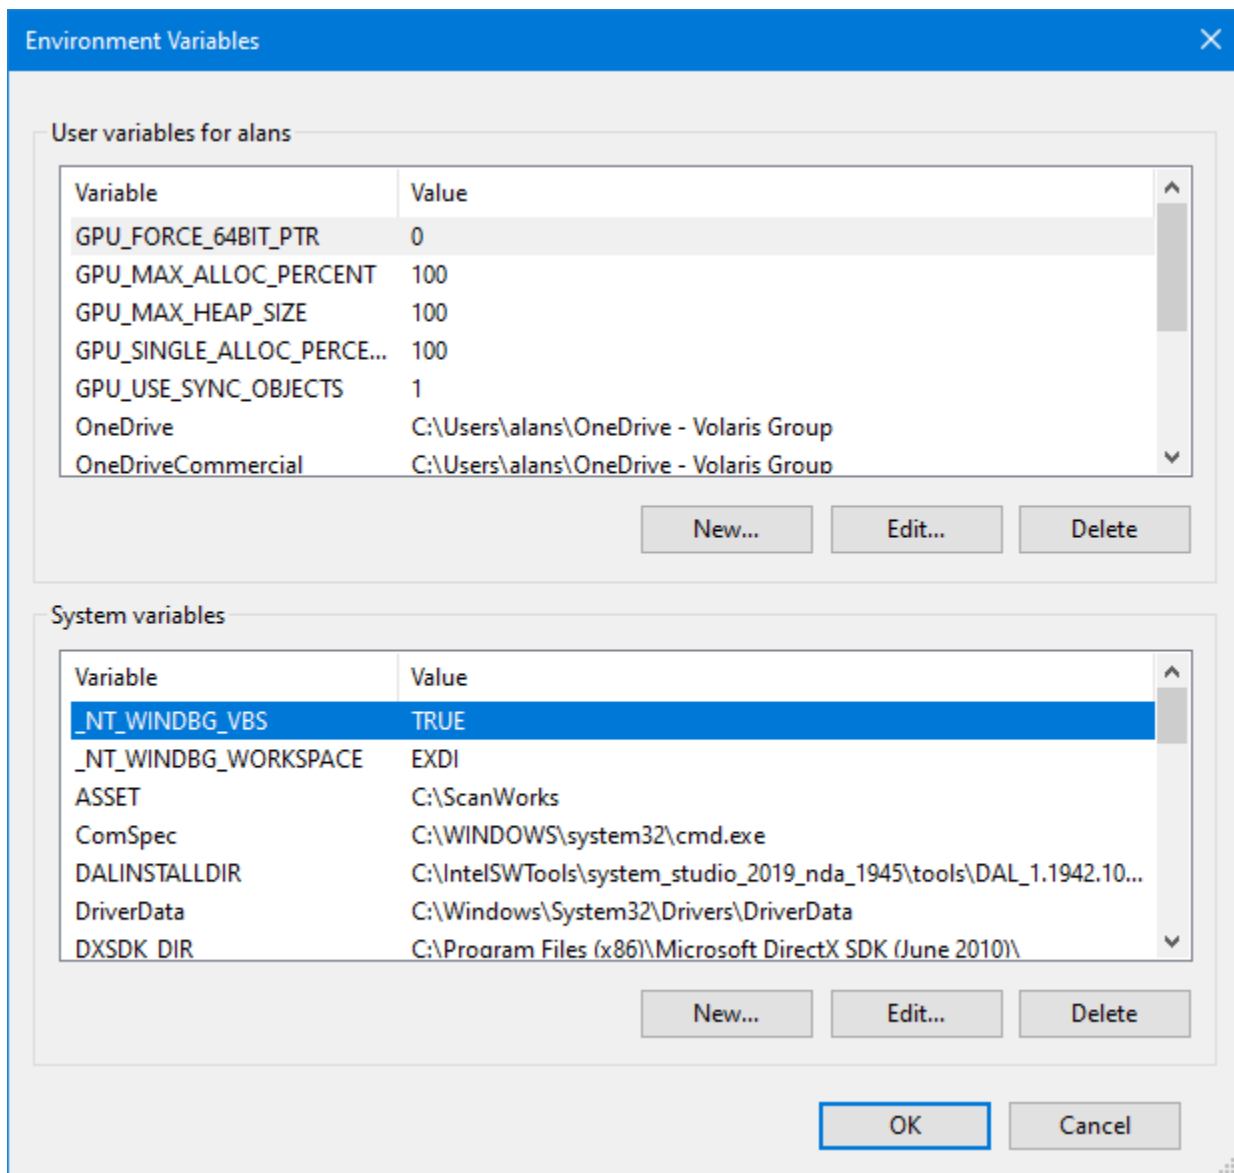 Environment Variables
User variables for alans
Variable Value
GPU_FORCE_64BIT_PTR 0
GPU_MAX_ALLOC_PERCENT 100
GPU_MAX_HEAP_SIZE 100
GPU_SINGLE_ALLOC_PERCE... 100
GPU_USE_SYNC_OBJECTS 1
OneDrive C:\Users\alans\OneDrive - Volaris Group
OneDriveCommercial C:\Users\alans\OneDrive - Volaris Group
New... Edit... Delete
System variables
Variable Value
_NT_WINDBG_VBS TRUE
_NT_WINDBG_WORKSPACE EXDI
ASSET C:\ScanWorks
ComSpec C:\WINDOWS\system32\cmd.exe
DALINSTALLDIR C:\IntelSWTools\system_studio_2019_nda_1945\tools\DAL_1.1942.10...
DriverData C:\Windows\System32\Drivers\DriverData
DXSDK_DIR C:\Program Files (x86)\Microsoft DirectX SDK (June 2010)\
New... Edit... Delete
OK Cancel